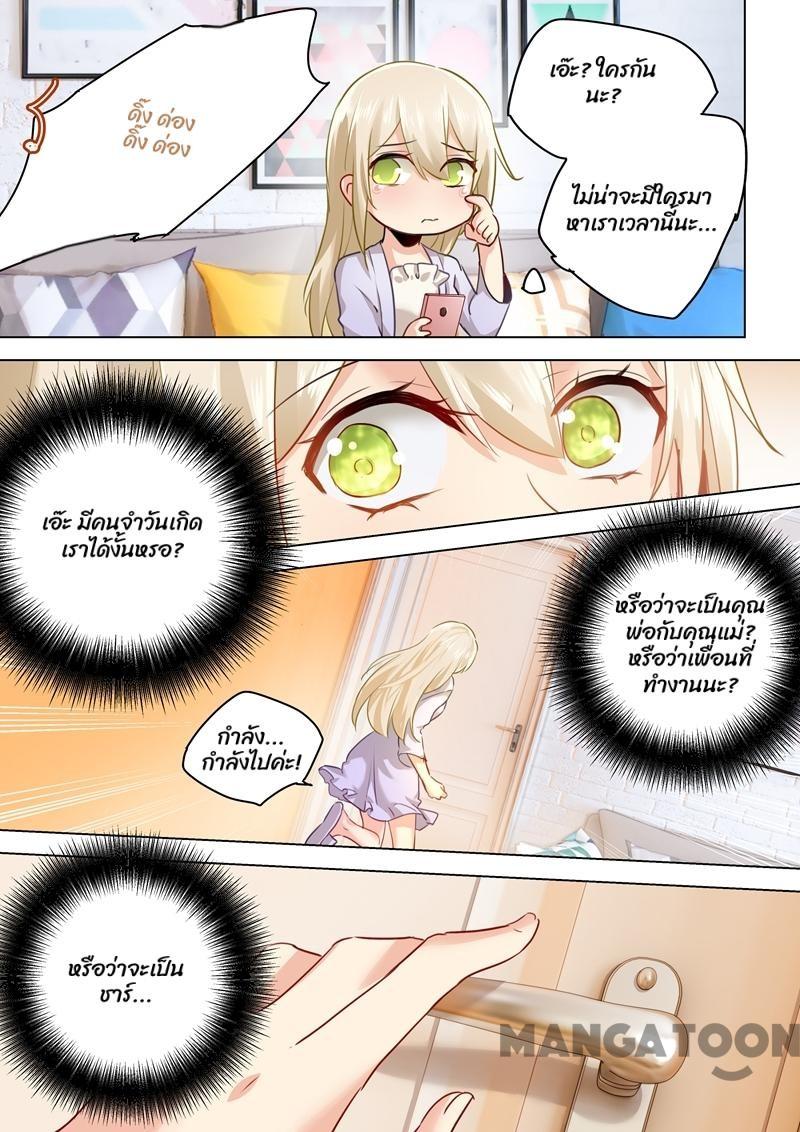 ดิ๊ง ด่อง
ดิ๊ง ด่อง
เอ๊ะ? ใครกัน
นะ?
ไม่น่าจะมีใครมา
หาเราเวลานี้นะ...
เอ๊ะ มีคนจำวันเกิด
เราได้งั้นหรอ?
หรือว่าจะเป็นคุณ
พ่อกับคุณแม่?
หรือว่าเพื่อนที่
ทำงานนะ?
กำลัง...
กำลังไปค่ะ!
หรือว่าจะเป็น
ชาร์...
MANGATOON